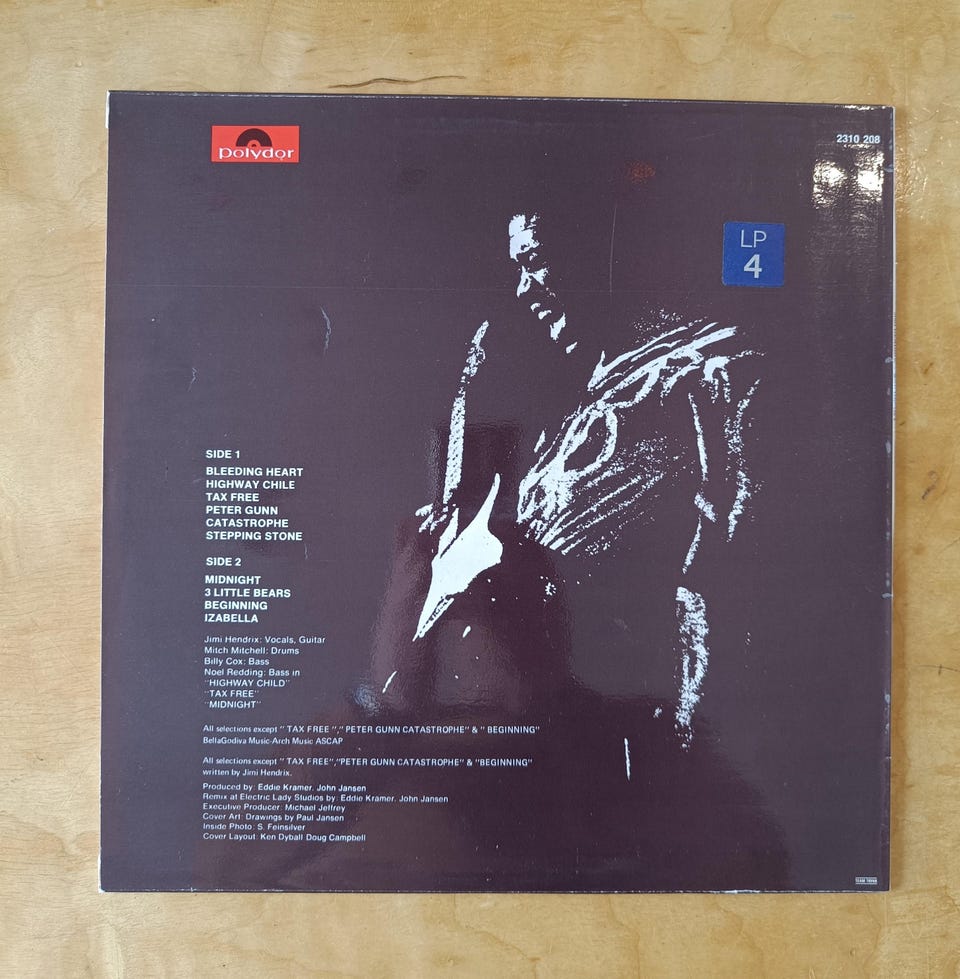 polydor
2310 208
LP
4
SIDE 1
BLEEDING HEART
HIGHWAY CHILE
TAX FREE
PETER GUNN
CATASTROPHE
STEPPING STONE
SIDE 2
MIDNIGHT
3 LITTLE BEARS
BEGINNING
IZABELLA
Jimi Hendrix: Vocals, Guitar
Mitch Mitchell: Drums
Billy Cox: Bass
Noel Redding: Bass in
"HIGHWAY CHILD"
"TAX FREE"
"MIDNIGHT"
All selections except " TAX FREE "," PETER GUNN CATASTROPHE" & " BEGINNING"
BellaGodiva Music-Arch Music ASCAP
All selections except " TAX FREE","PETER GUNN CATASTROPHE" & "BEGINNING"
written by Jimi Hendrix.
Produced by: Eddie Kramer. John Jansen
Remix at Electric Lady Studios by: Eddie Kramer. John Jansen
Executive Producer: Michael Jeffrey
Cover Art: Drawings by Paul Jansen
Inside Photo: S. Feinsilver
Cover Layout: Ken Dyball Doug Campbell